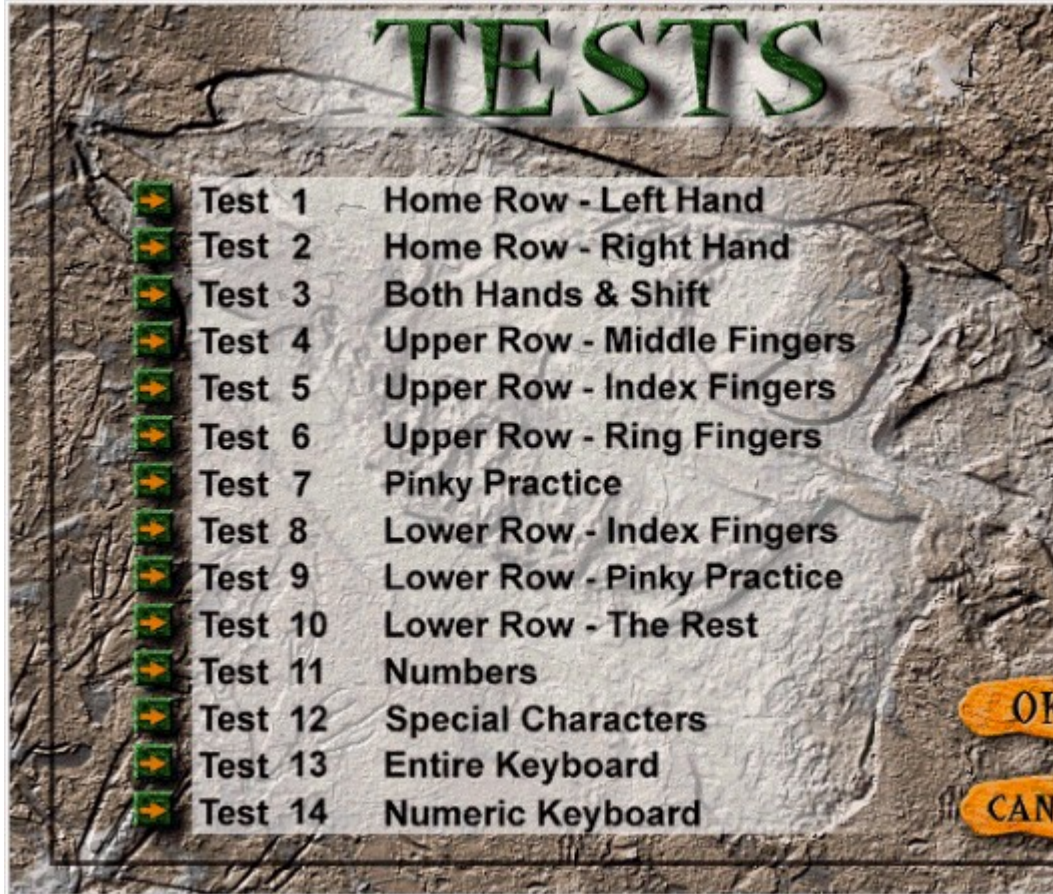 TESTS
Test 1 Home Row - Left Hand
Test 2 Home Row - Right Hand
Test 3 Both Hands & Shift
Test 4 Upper Row - Middle Fingers
Test 5 Upper Row - Index Fingers
Test 6 Upper Row - Ring Fingers
Test 7 Pinky Practice
Test 8 Lower Row - Index Fingers
Test 9 Lower Row - Pinky Practice
Test 10 Lower Row - The Rest
Test 11 Numbers
Test 12 Special Characters
Test 13 Entire Keyboard
Test 14 Numeric Keyboard